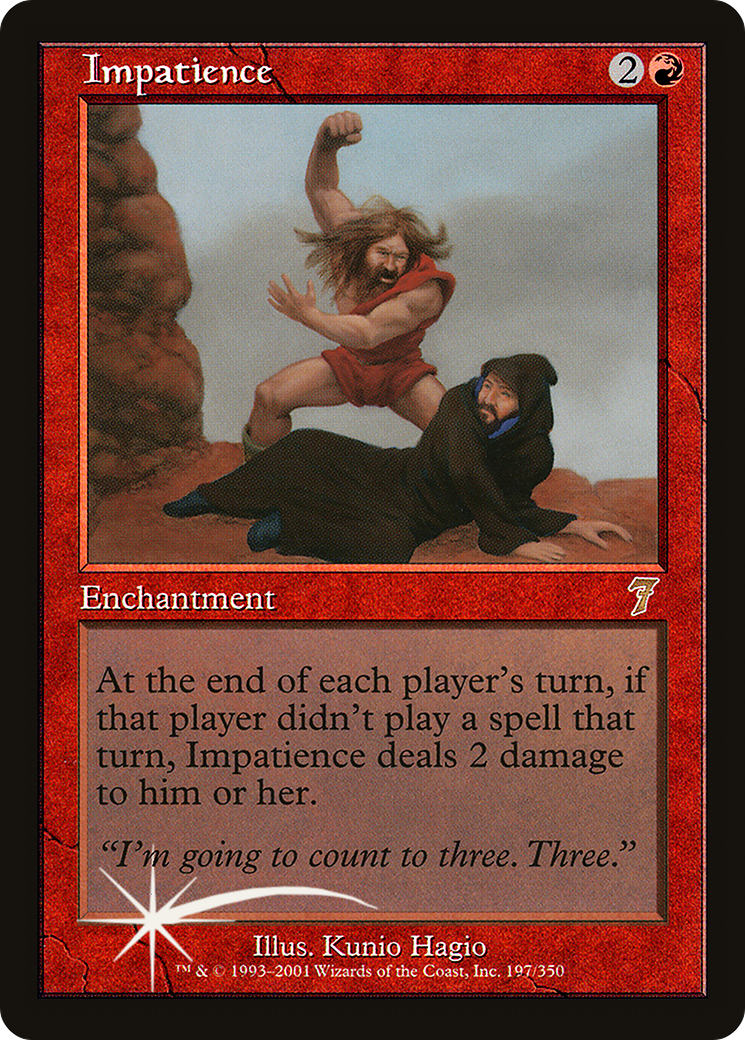 Impatience 2
Enchantment 7
At the end of each player's turn, if
that player didn't play a spell that
turn, Impatience deals 2 damage
to him or her.
"I'm going to count to three. Three."
Illus. Kunio Hagio
™ & © 1993–2001 Wizards of the Coast, Inc. 197/350